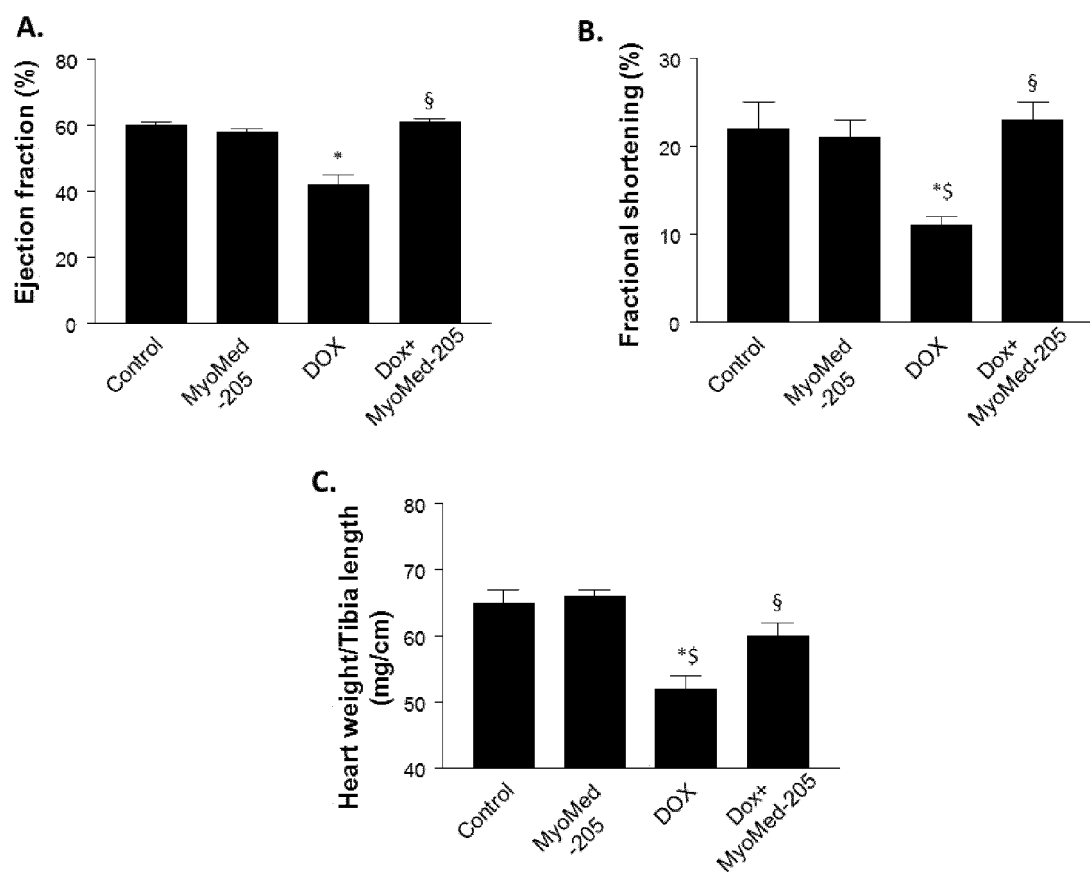 A.
Ejection fraction (%)
80
60
40
20
0
*
§
Control
MyoMed
-205
DOX
Dox+
MyoMed-205
B.
Fractional shortening (%)
30
20
10
0
*$
§
Control
MyoMed
-205
DOX
Dox+
MyoMed-205
C.
Heart weight/Tibia length
(mg/cm)
80
70
60
50
40
*$
§
Control
MyoMed
-205
DOX
Dox+
MyoMed-205